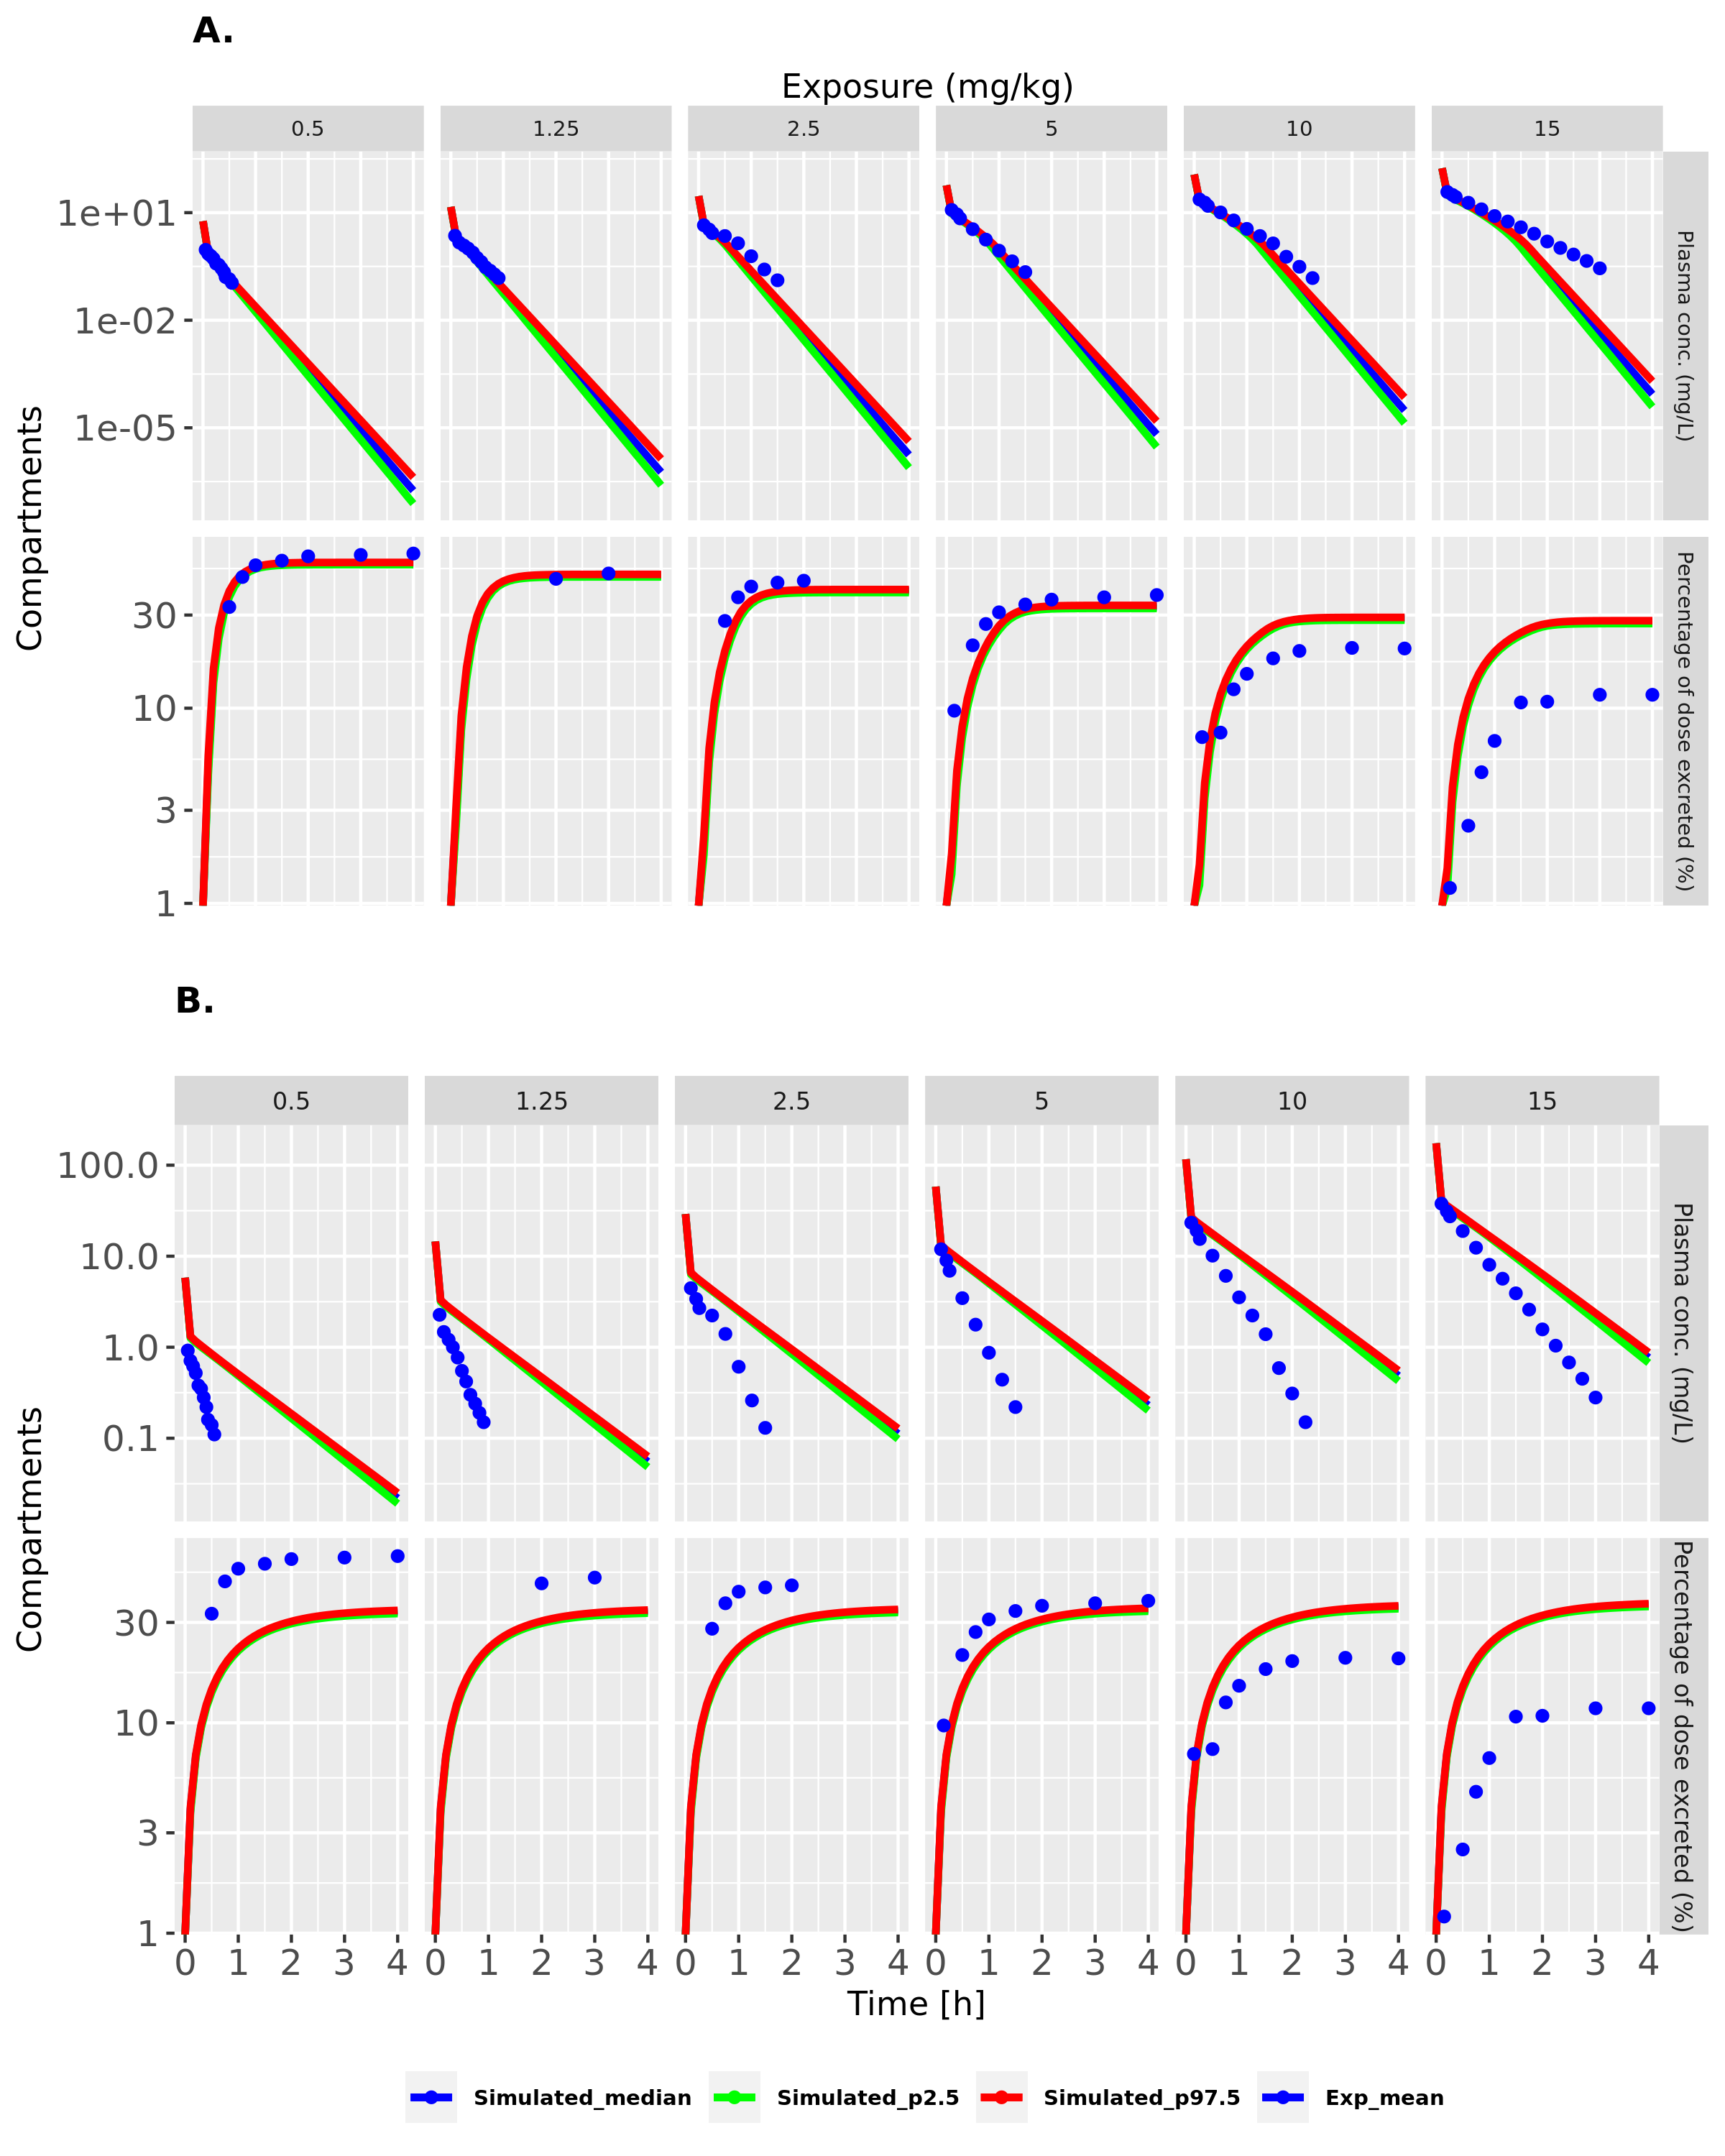 A.
Exposure (mg/kg)
0.5 1.25 2.5 5 10 15
1e+01
1e-02
1e-05
Plasma conc. (mg/L)
Compartments
30
10
3
1
Percentage of dose excreted (%)
B.
0.5 1.25 2.5 5 10 15
100.0
10.0
1.0
0.1
Plasma conc. (mg/L)
Compartments
30
10
3
1
Percentage of dose excreted (%)
0 1 2 3 4 0 1 2 3 4 0 1 2 3 4 0 1 2 3 4 0 1 2 3 4 0 1 2 3 4
Time [h]
Simulated_median Simulated_p2.5 Simulated_p97.5 Exp_mean